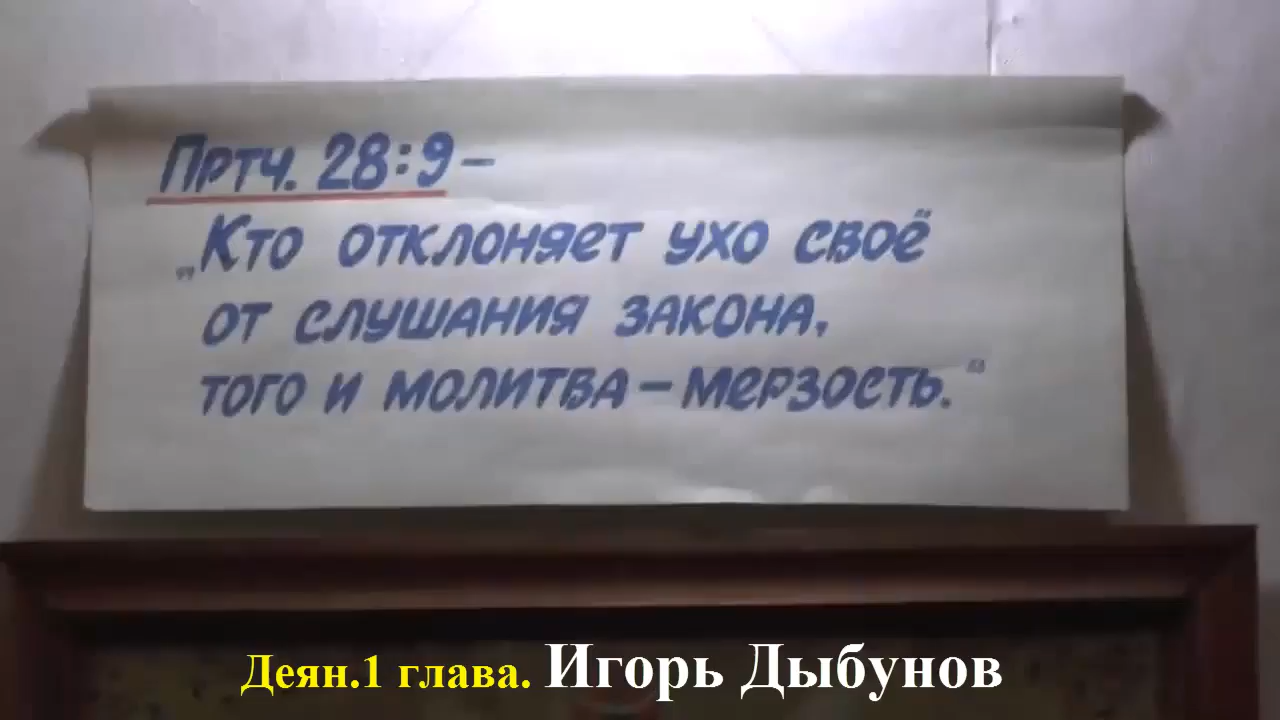 Пртч. 28:9 –
„Кто отклоняет ухо своё
от слушания закона,
того и молитва – мерзость.“
Деян.1 глава. Игорь Дыбунов